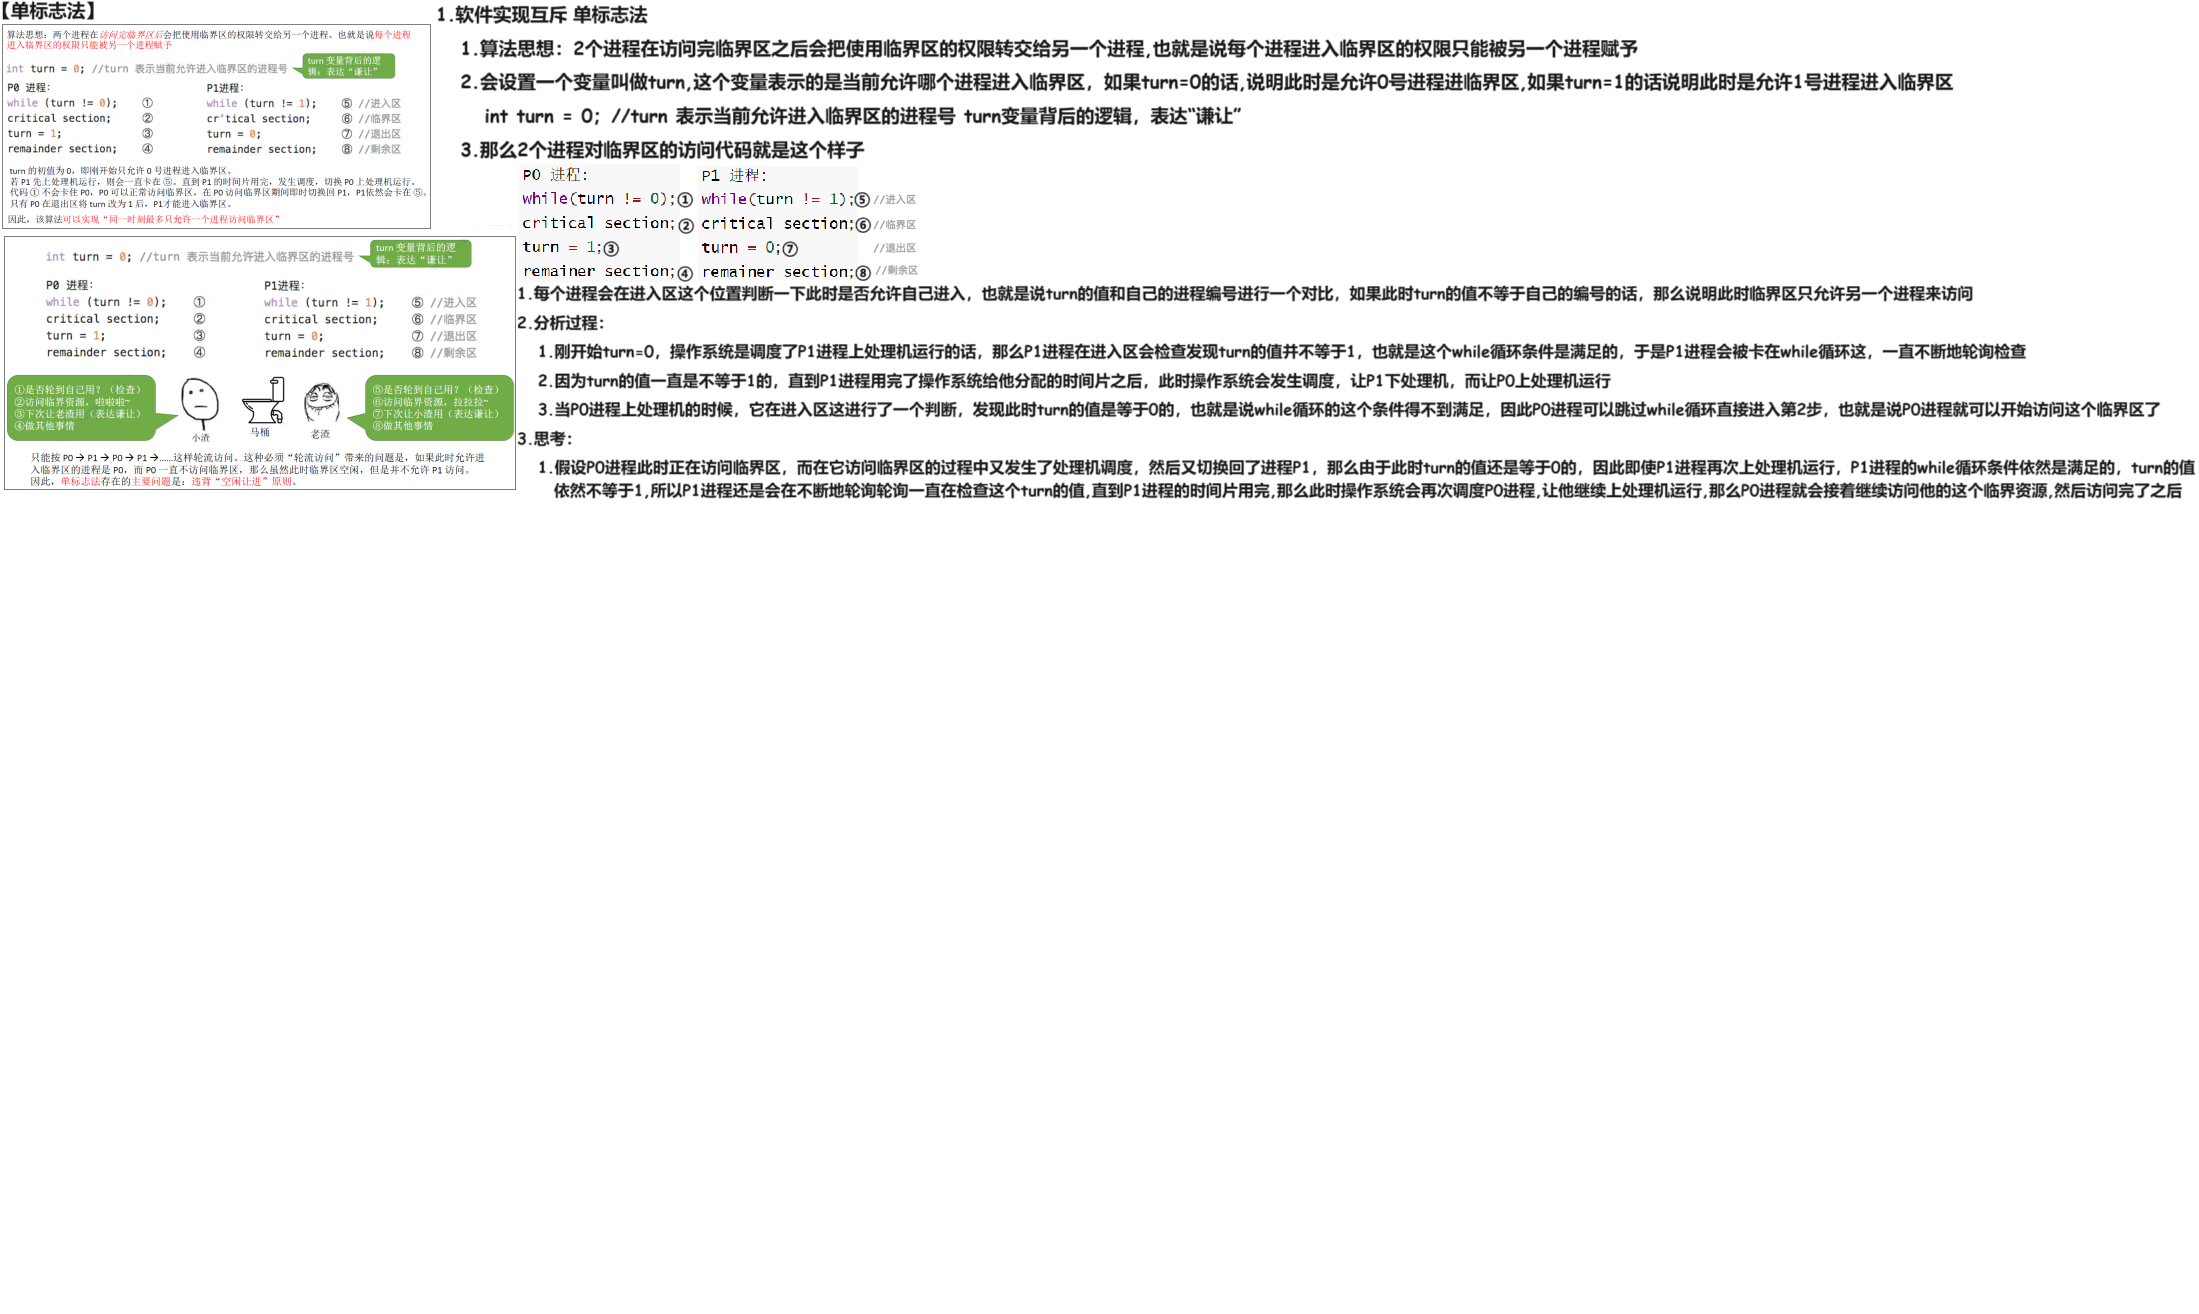 【单标志法】
算法思想：两个进程在访问完临界区后会把使用临界区的权限转交给另一个进程。也就是说每个进程
进入临界区的权限只能被另一个进程赋予
int turn = 0; //turn 表示当前允许进入临界区的进程号
turn 变量背后的逻
辑：表达“谦让”
P0 进程： P1进程：
while (turn != 0); ① while (turn != 1); ⑤ //进入区
critical section; ② cr´tical section; ⑥ //临界区
turn = 1; ③ turn = 0; ⑦ //退出区
remainder section; ④ remainder section; ⑧ //剩余区
turn 的初值为 0，即刚开始只允许 0 号进程进入临界区。
若 P1 先上处理机运行，则会一直卡在 ⑤。直到 P1 的时间片用完，发生调度，切换 P0 上处理机运行。
代码 ① 不会卡住 P0，P0 可以正常访问临界区，在 P0 访问临界区期间即时切换回 P1，P1依然会卡在 ⑤。
只有 P0 在退出区将 turn 改为 1 后，P1才能进入临界区。
因此，该算法可以实现“同一时刻最多只允许一个进程访问临界区”
int turn = 0; //turn 表示当前允许进入临界区的进程号
turn 变量背后的逻
辑：表达“谦让”
P0 进程： P1进程：
while (turn != 0); ① while (turn != 1); ⑤ //进入区
critical section; ② critical section; ⑥ //临界区
turn = 1; ③ turn = 0; ⑦ //退出区
remainder section; ④ remainder section; ⑧ //剩余区
①是否轮到自己用？（检查）
②访问临界资源，啦啦啦~
③下次让老渣用（表达谦让）
④做其他事情
小渣
马桶
老渣
⑤是否轮到自己用？（检查）
⑥访问临界资源，拉拉拉~
⑦下次让小渣用（表达谦让）
⑧做其他事情
只能按 P0 → P1 → P0 → P1 →……这样轮流访问。这种必须“轮流访问”带来的问题是，如果此时允许进
入临界区的进程是 P0，而 P0 一直不访问临界区，那么虽然此时临界区空闲，但是并不允许 P1 访问。
因此，单标志法存在的主要问题是：违背“空闲让进”原则。
1.软件实现互斥 单标志法
1.算法思想：2个进程在访问完临界区之后会把使用临界区的权限转交给另一个进程,也就是说每个进程进入临界区的权限只能被另一个进程赋予
2.会设置一个变量叫做turn,这个变量表示的是当前允许哪个进程进入临界区，如果turn=0的话,说明此时是允许0号进程进临界区,如果turn=1的话说明此时是允许1号进程进入临界区
int turn = 0; //turn 表示当前允许进入临界区的进程号 turn变量背后的逻辑，表达“谦让”
3.那么2个进程对临界区的访问代码就是这个样子
P0 进程: P1 进程:
while(turn != 0);① while(turn != 1);⑤ //进入区
critical section;② critical section;⑥ //临界区
turn = 1;③ turn = 0;⑦ //退出区
remainer section;④ remainer section;⑧ //剩余区
1.每个进程会在进入区这个位置判断一下此时是否允许自己进入，也就是说turn的值和自己的进程编号进行一个对比，如果此时turn的值不等于自己的编号的话，那么说明此时临界区只允许另一个进程来访问
2.分析过程：
1.刚开始turn=0，操作系统是调度了P1进程上处理机运行的话，那么P1进程在进入区会检查发现turn的值并不等于1，也就是这个while循环条件是满足的，于是P1进程会被卡在while循环这，一直不断地轮询检查
2.因为turn的值一直是不等于1的，直到P1进程用完了操作系统给他分配的时间片之后，此时操作系统会发生调度，让P1下处理机，而让P0上处理机运行
3.当P0进程上处理机的时候，它在进入区这进行了一个判断，发现此时turn的值是等于0的，也就是说while循环的这个条件得不到满足，因此P0进程可以跳过while循环直接进入第2步，也就是说P0进程就可以开始访问这个临界区了
3.思考：
1.假设P0进程此时正在访问临界区，而在它访问临界区的过程中又发生了处理机调度，然后又切换回了进程P1，那么由于此时turn的值还是等于0的，因此即使P1进程再次上处理机运行，P1进程的while循环条件依然是满足的，turn的值
依然不等于1,所以P1进程还是会在不断地轮询轮询一直在检查这个turn的值,直到P1进程的时间片用完,那么此时操作系统会再次调度P0进程,让他继续上处理机运行,那么P0进程就会接着继续访问他的这个临界资源,然后访问完了之后